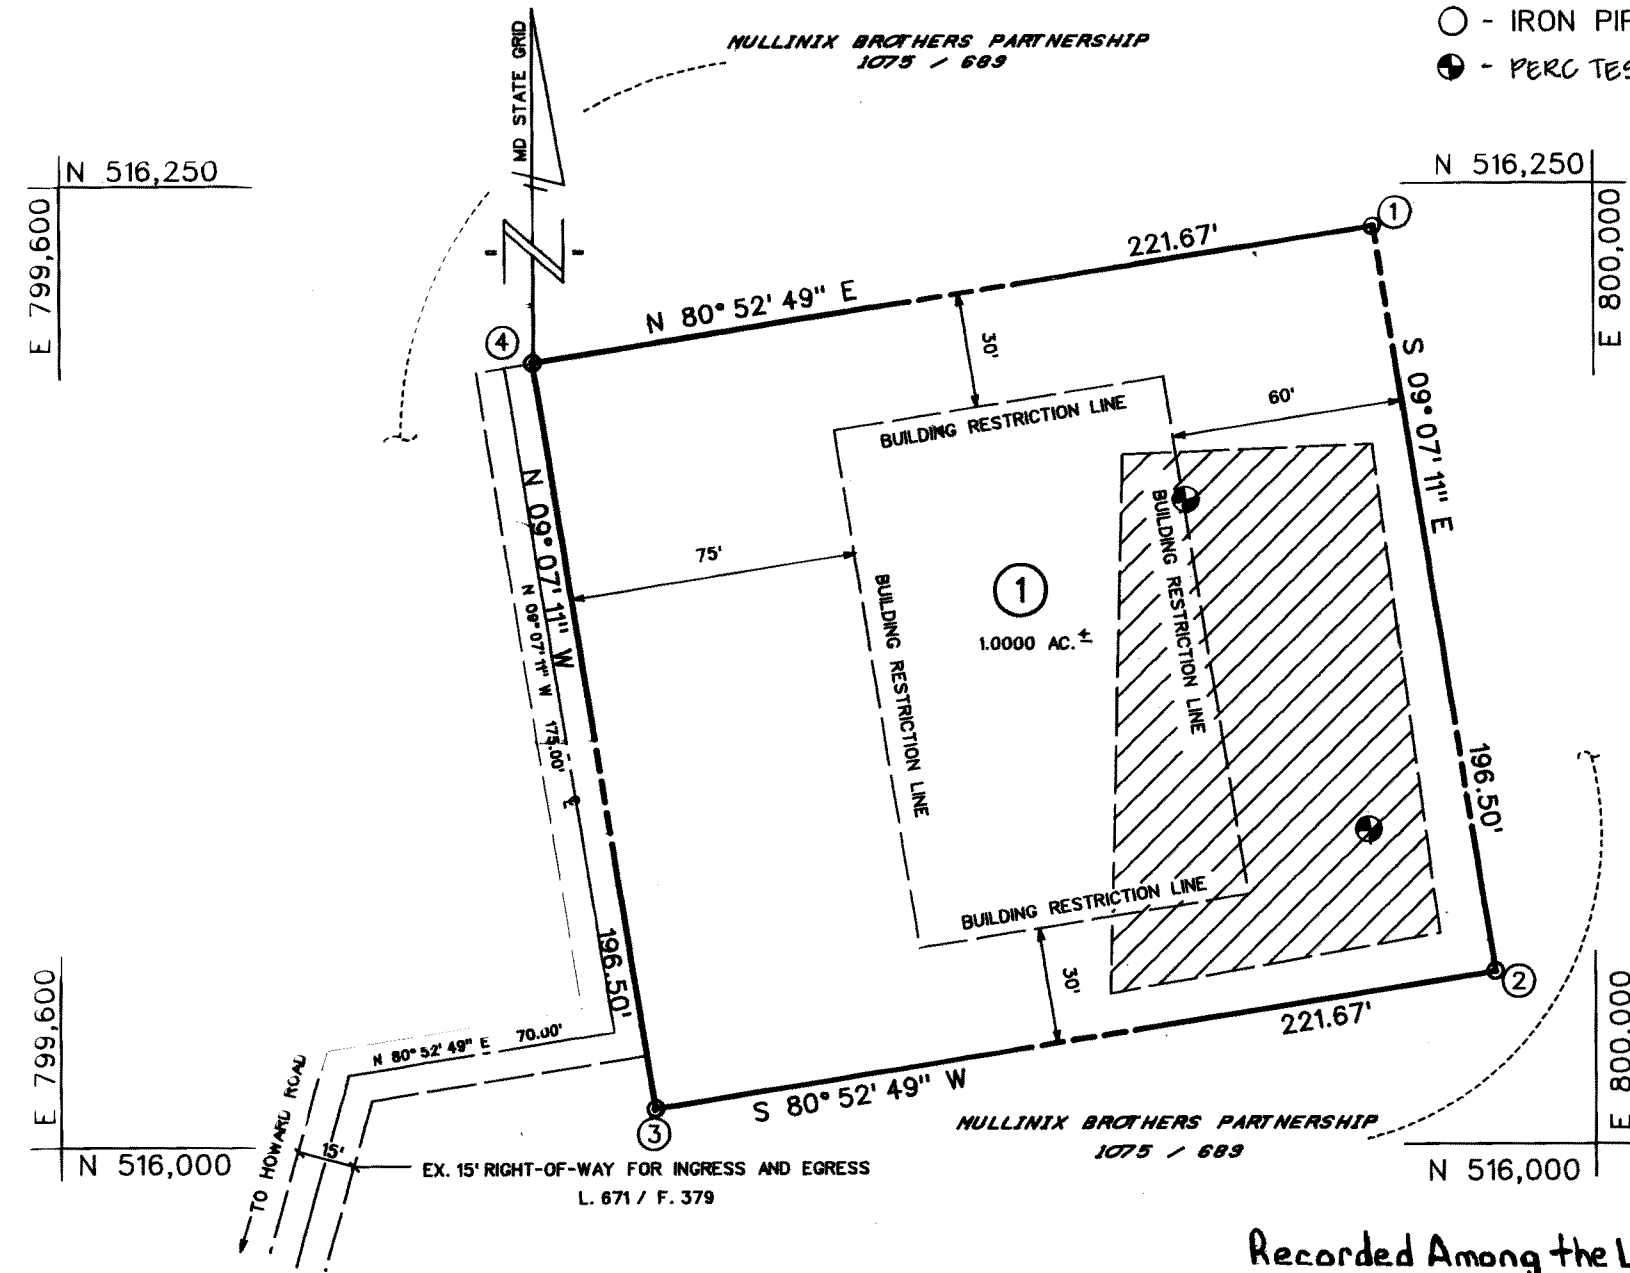 MULLINIX BROTHERS PARTNERSHIP
1075 / 689
○ - IRON
- PERC
MD STATE GRID
N 516,250
E 799,600
N 516,250
E 800,000
N
1
221.67'
N 80° 52' 49" E
4
30'
60'
S 09° 07' 11" E
BUILDING RESTRICTION LINE
N 09° 07' 11" W
75'
BUILDING RESTRICTION LINE
BUILDING RESTRICTION LINE
1
1.0000 AC.±
N 09° 07' 11" W 175.00'
196.50'
BUILDING RESTRICTION LINE
196.50'
30'
2
221.67'
N 80° 52' 49" E 70.00'
S 80° 52' 49" W
3
E 799,600
N 516,000
E 800,000
N 516,000
TO HOWARD ROAD
15'
EX. 15' RIGHT-OF-WAY FOR INGRESS AND EGRESS
L. 671 / F. 379
MULLINIX BROTHERS PARTNERSHIP
1075 / 689
Recorded Among the